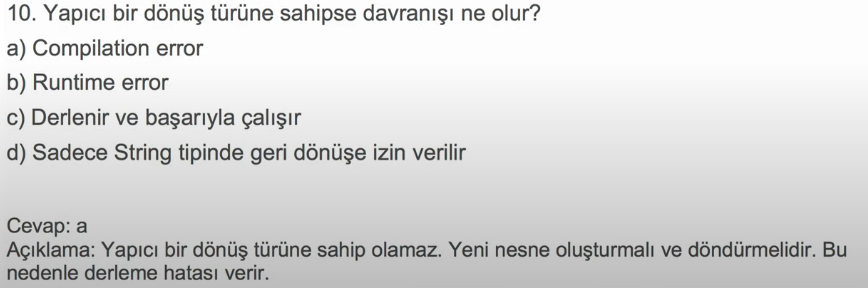 10. Yapıcı bir dönüş türüne sahipse davranışı ne olur?
a) Compilation error
b) Runtime error
c) Derlenir ve başarıyla çalışır
d) Sadece String tipinde geri dönüşe izin verilir
Cevap: a
Açıklama: Yapıcı bir dönüş türüne sahip olamaz. Yeni nesne oluşturmalı ve döndürmelidir. Bu
nedenle derleme hatası verir.